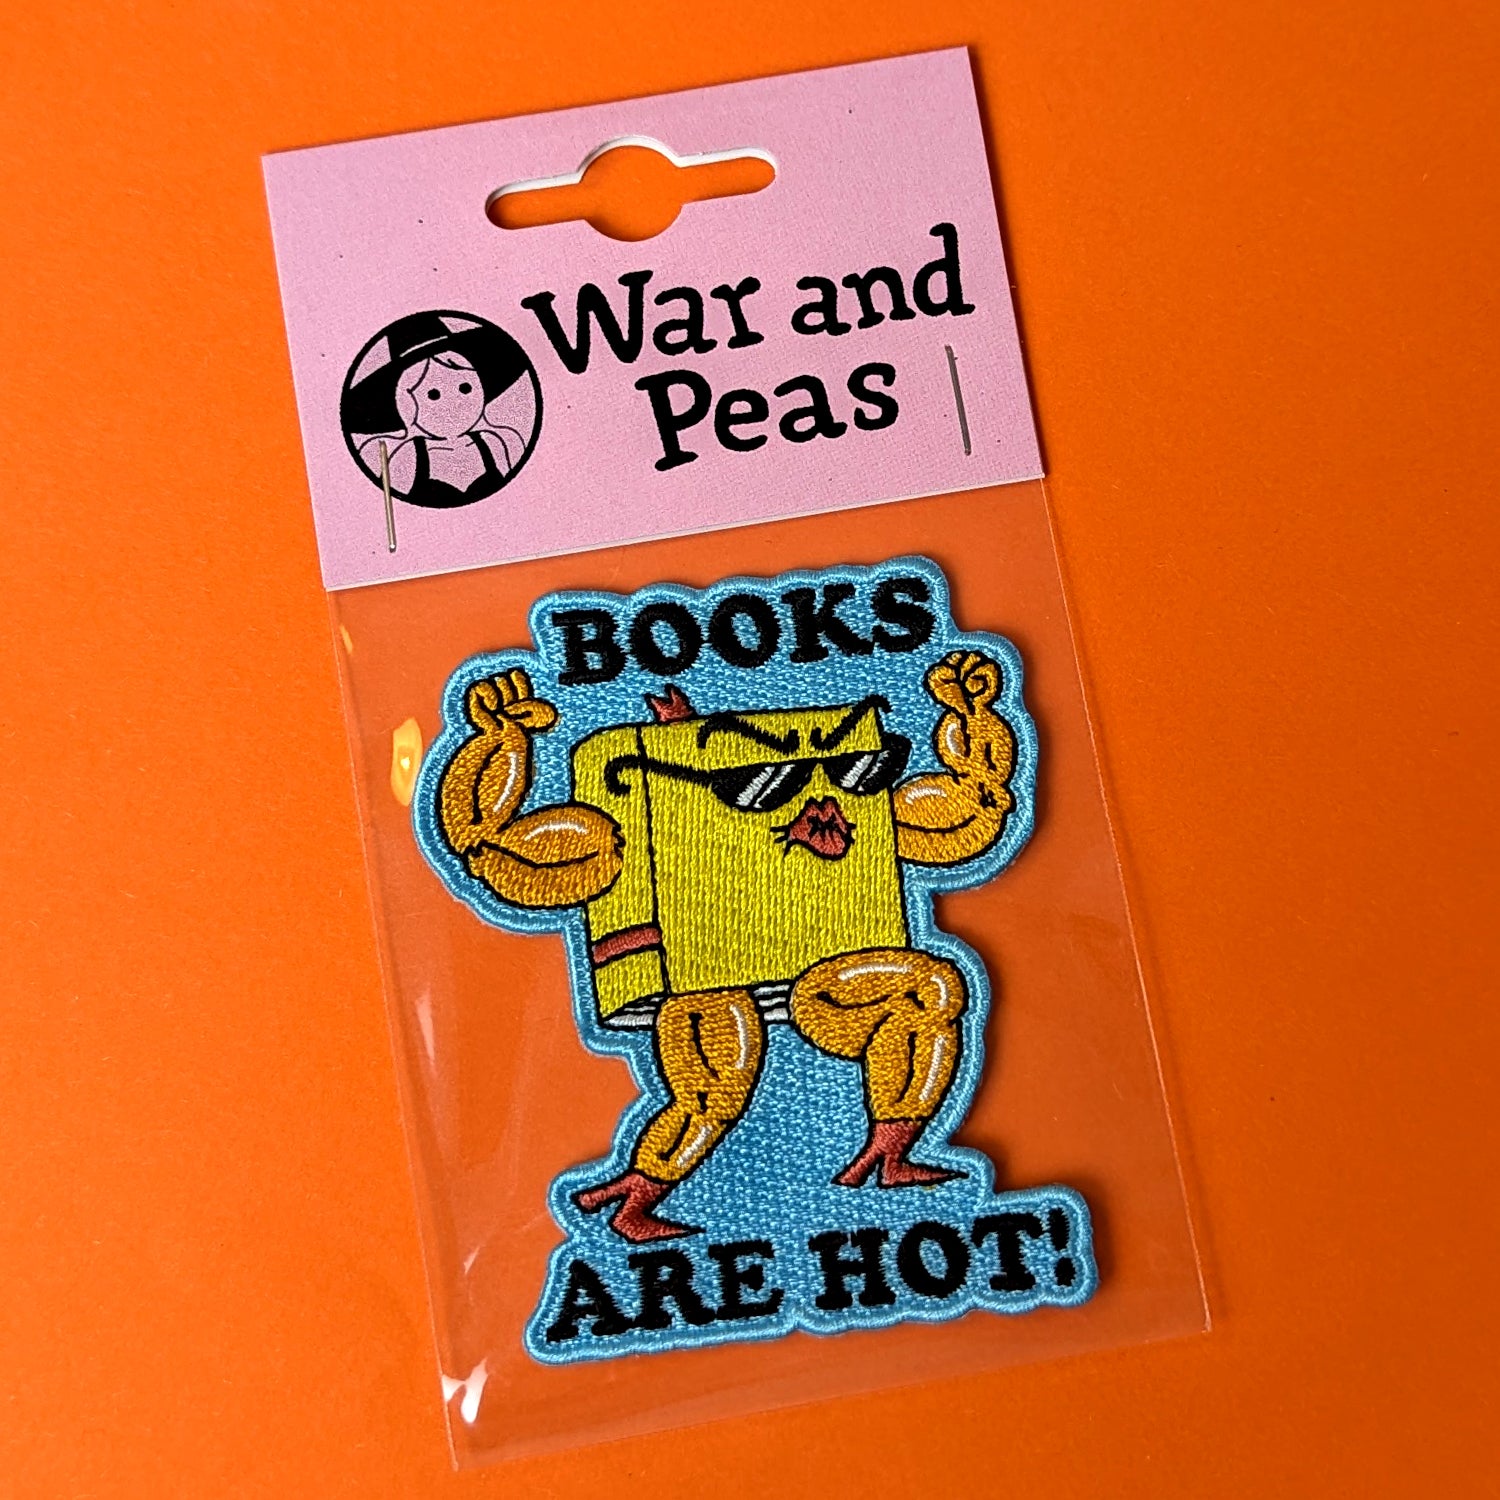 War and
Peas
BOOKS
ARE HOT!